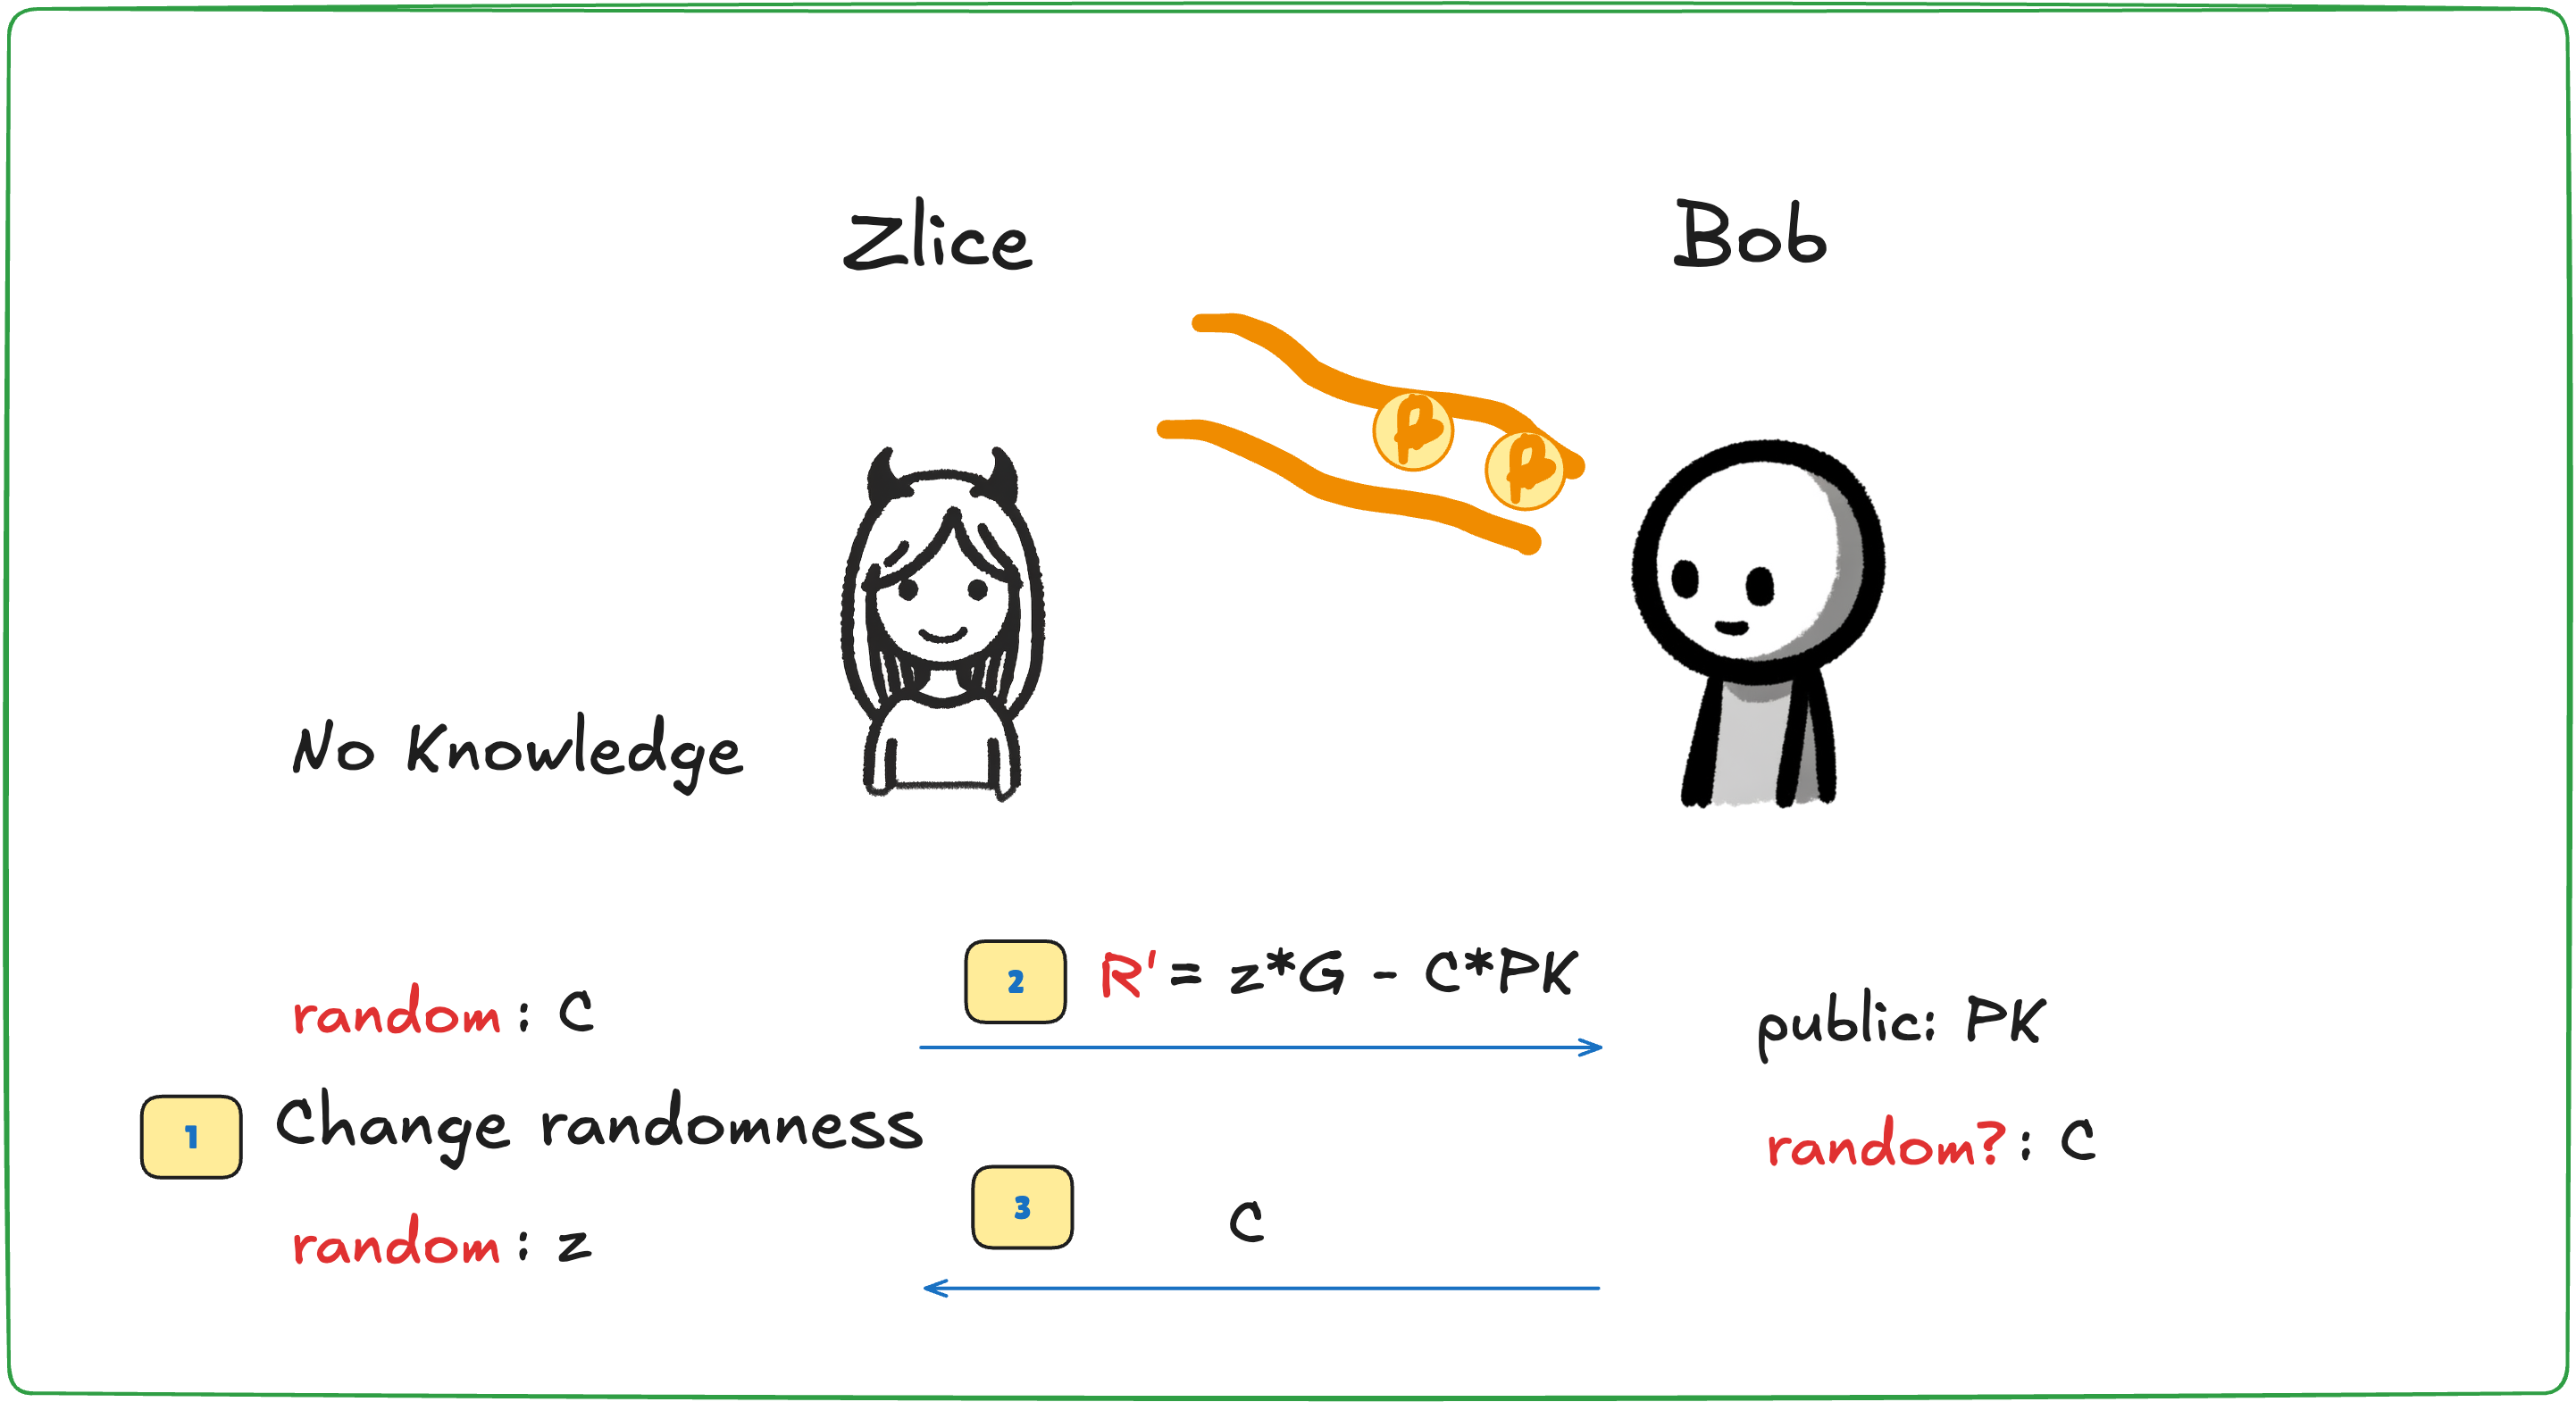 Zlice
Bob
No Knowledge
random: C
1 Change randomness
random: z
2 R' = z*G - C*PK
3 C
public: PK
random?: C